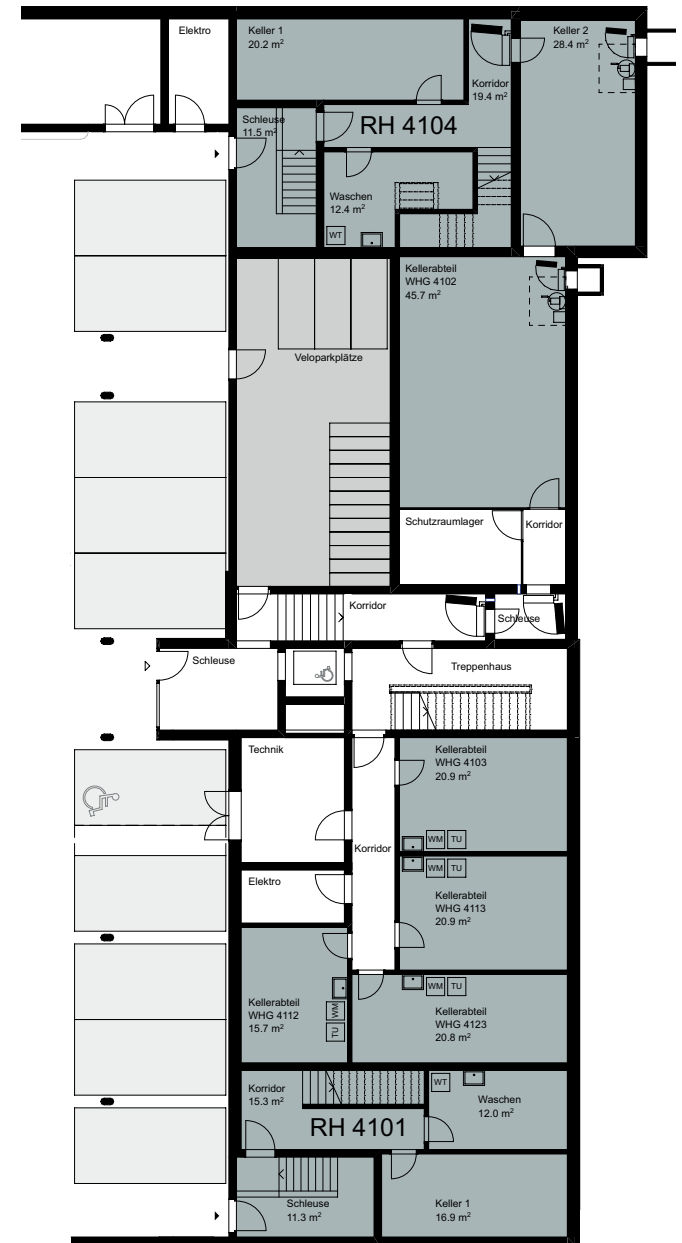 Elektro
Keller 1
20.2 m²
Keller 2
28.4 m²
Korridor
19.4 m²
Schleuse
11.5 m²
RH 4104
Waschen
12.4 m²
WT
Kellerabteil
WHG 4102
45.7 m²
Veloparkplätze
Schutzraumlager
Korridor
Korridor
Schleuse
Schleuse
Treppenhaus
Technik
Kellerabteil
WHG 4103
20.9 m²
WM TU
Korridor
WM TU
Elektro
Kellerabteil
WHG 4113
20.9 m²
WM TU
Kellerabteil
WHG 4112
15.7 m²
WM
TU
Kellerabteil
WHG 4123
20.8 m²
Korridor
15.3 m²
WT
Waschen
12.0 m²
RH 4101
Schleuse
11.3 m²
Keller 1
16.9 m²